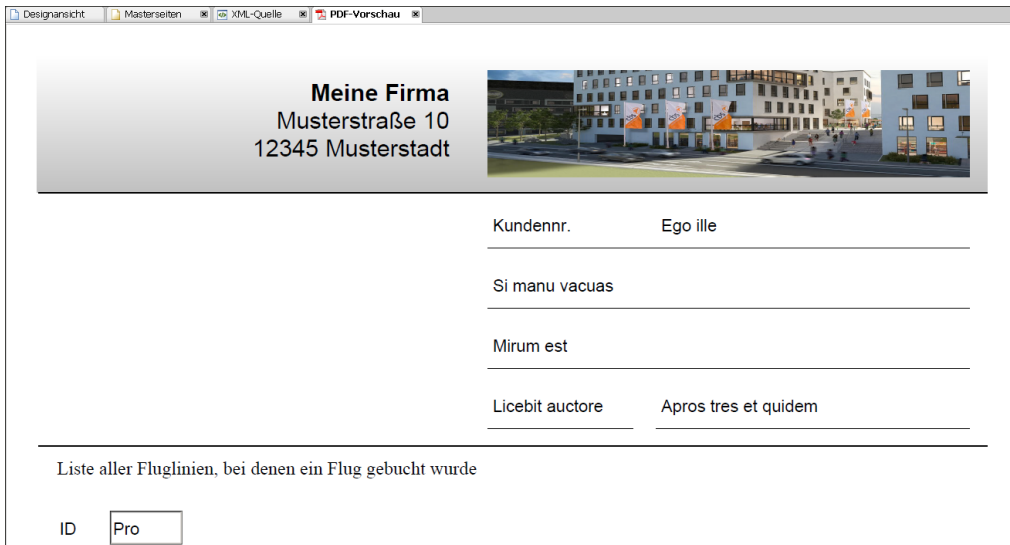 Designansicht Masterseiten XML-Quelle PDF-Vorschau
Meine Firma
Musterstraße 10
12345 Musterstadt
Kundennr. Ego ille
Si manu vacuas
Mirum est
Licebit auctore Apros tres et quidem
Liste aller Fluglinien, bei denen ein Flug gebucht wurde
ID Pro